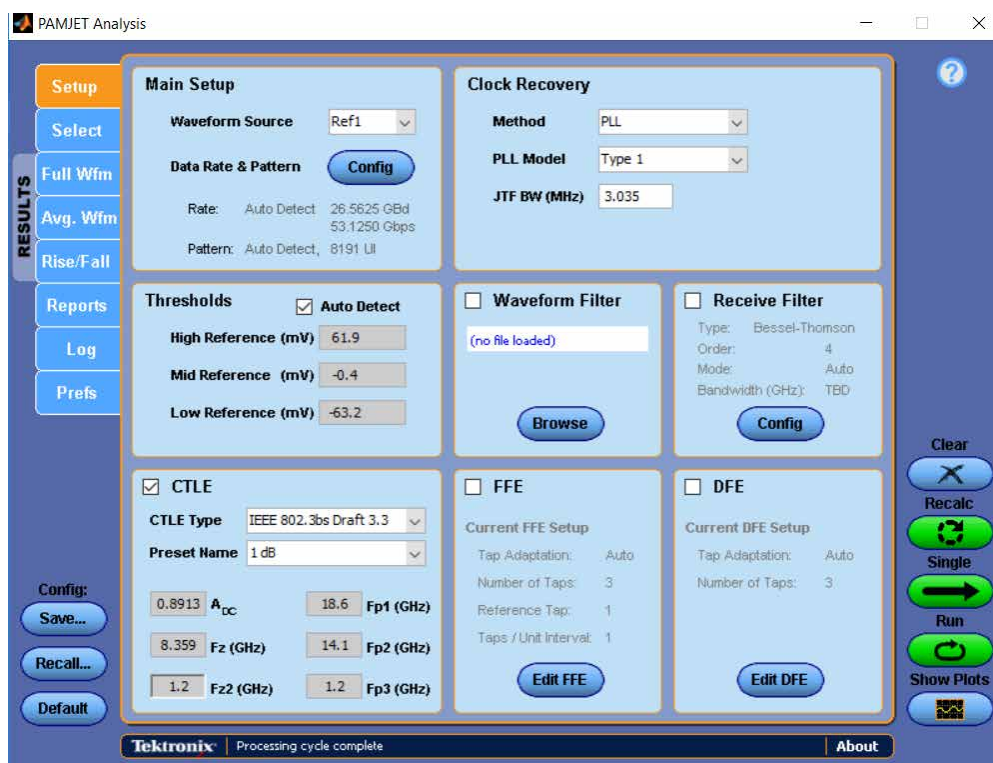 PAMJET Analysis
Setup
Select
RESULTS
Full Wfm
Avg. Wfm
Rise/Fall
Reports
Log
Prefs
Config:
Save...
Recall...
Default
Main Setup
Waveform Source Ref1
Data Rate & Pattern Config
Rate: Auto Detect 26.5625 GBd
53.1250 Gbps
Pattern: Auto Detect, 8191 UI
Clock Recovery
Method PLL
PLL Model Type 1
JTF BW (MHz) 3.035
Thresholds Auto Detect
High Reference (mV) 61.9
Mid Reference (mV) -0.4
Low Reference (mV) -63.2
Waveform Filter
(no file loaded)
Browse
Receive Filter
Type: Bessel-Thomson
Order: 4
Mode: Auto
Bandwidth (GHz): TBD
Config
CTLE
CTLE Type IEEE 802.3bs Draft 3.3
Preset Name 1 dB
0.8913 ADC 18.6 Fp1 (GHz)
8.359 Fz (GHz) 14.1 Fp2 (GHz)
1.2 Fz2 (GHz) 1.2 Fp3 (GHz)
FFE
Current FFE Setup
Tap Adaptation: Auto
Number of Taps: 3
Reference Tap: 1
Taps / Unit Interval: 1
Edit FFE
DFE
Current DFE Setup
Tap Adaptation: Auto
Number of Taps: 3
Edit DFE
?
Clear
Recalc
Single
Run
Show Plots
Tektronix Processing cycle complete About